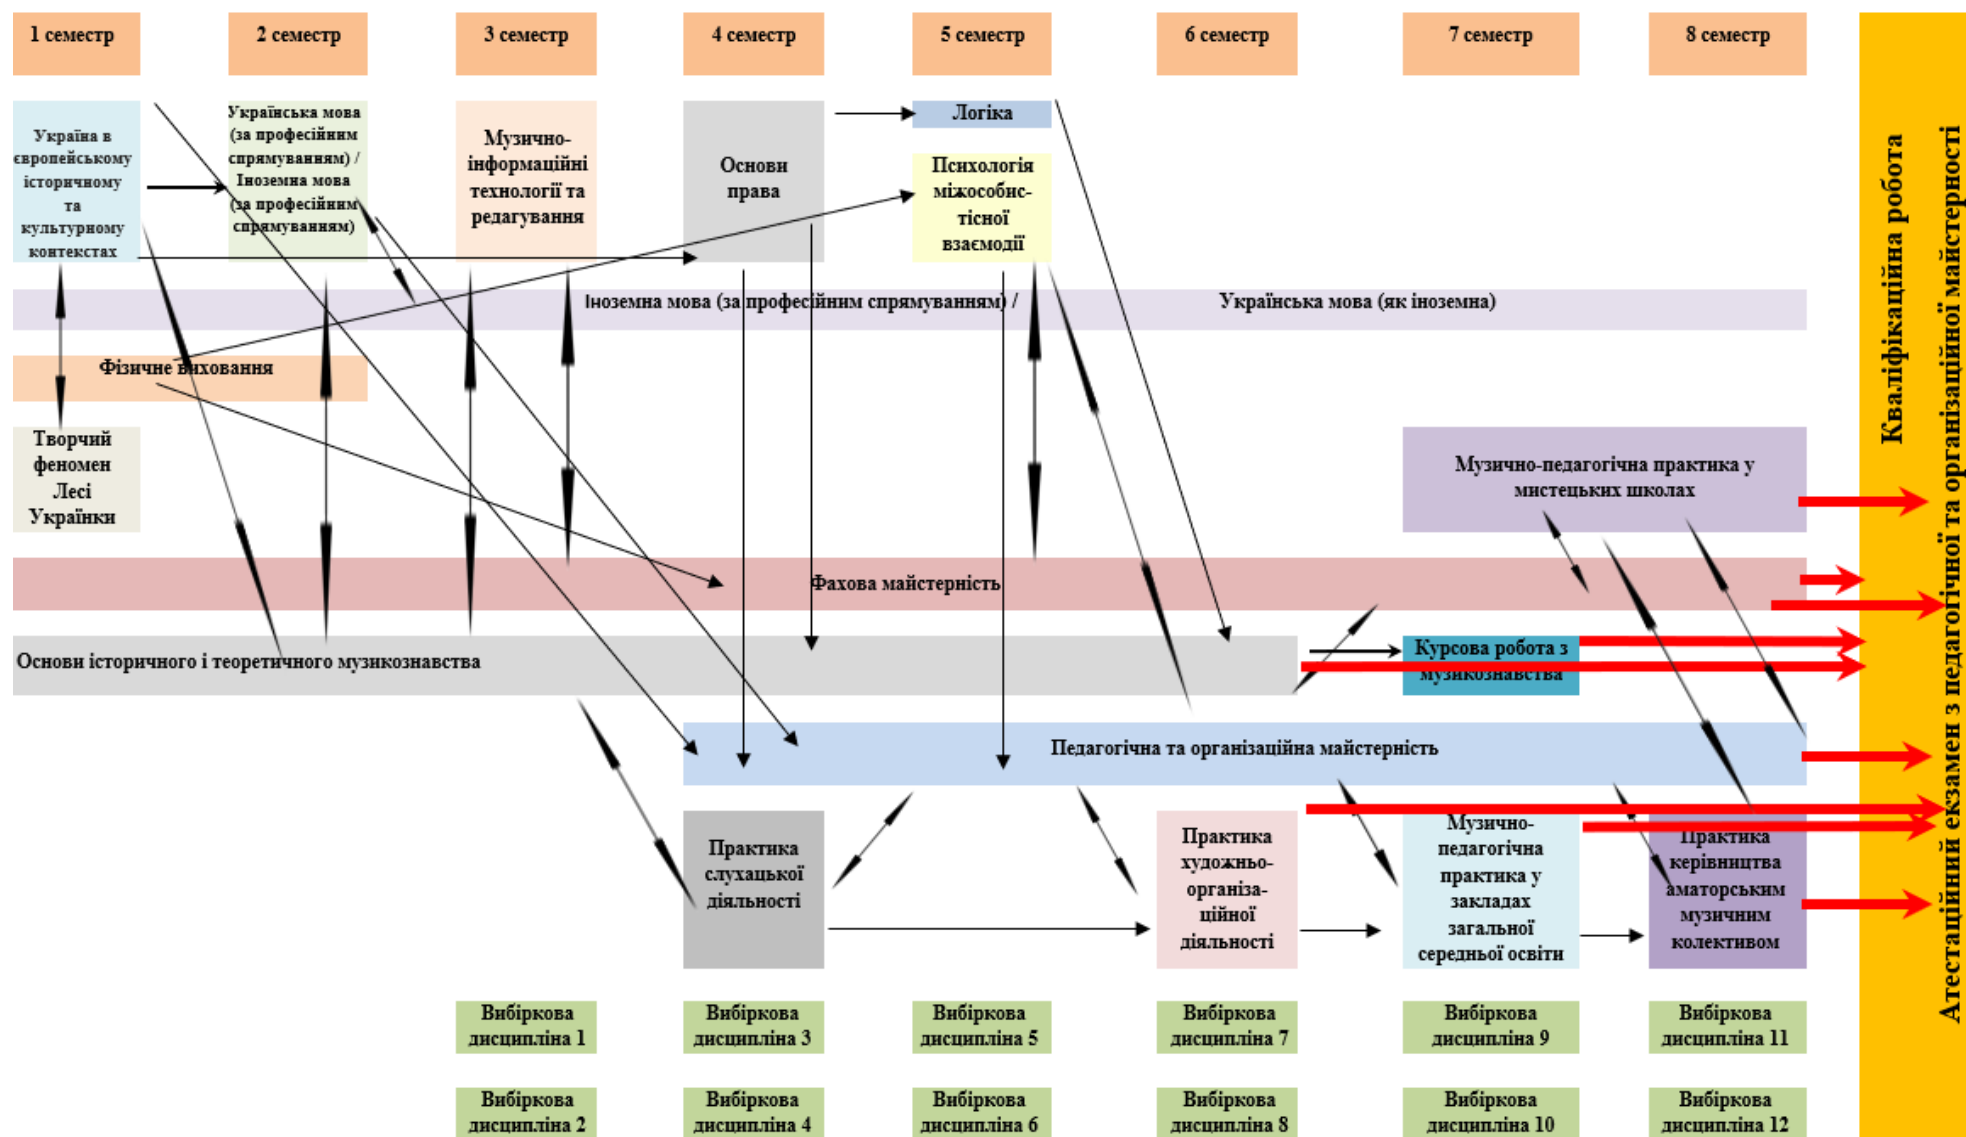 1 семестр
2 семестр
3 семестр
4 семестр
5 семестр
6 семестр
7 семестр
8 семестр
Україна в
європейському
історичному
та
культурному
контекстах
Українська мова
(за професійним
спрямуванням) /
Іноземна мова
(за професійним
спрямуванням)
Музично-
інформаційні
технології та
редагування
Основи
права
Логіка
Психологія
міжособис-
тісної
взаємодії
Іноземна мова (за професійним спрямуванням) /
Українська мова (як іноземна)
Фізичне виховання
Творчий
феномен
Лесі
Українки
Музично-педагогічна практика у
мистецьких школах
Фахова майстерність
Основи історичного і теоретичного музикознавства
Курсова робота з
музикознавства
Педагогічна та організаційна майстерність
Практика
слухацької
діяльності
Практика
художньо-
організа-
ційної
діяльності
Музично-
педагогічна
практика у
закладах
загальної
середньої освіти
Практика
керівництва
аматорським
музичним
колективом
Вибіркова
дисципліна 1
Вибіркова
дисципліна 3
Вибіркова
дисципліна 5
Вибіркова
дисципліна 7
Вибіркова
дисципліна 9
Вибіркова
дисципліна 11
Вибіркова
дисципліна 2
Вибіркова
дисципліна 4
Вибіркова
дисципліна 6
Вибіркова
дисципліна 8
Вибіркова
дисципліна 10
Вибіркова
дисципліна 12
Кваліфікаційна робота
Атестаційний екзамен з педагогічної та організаційної майстерності